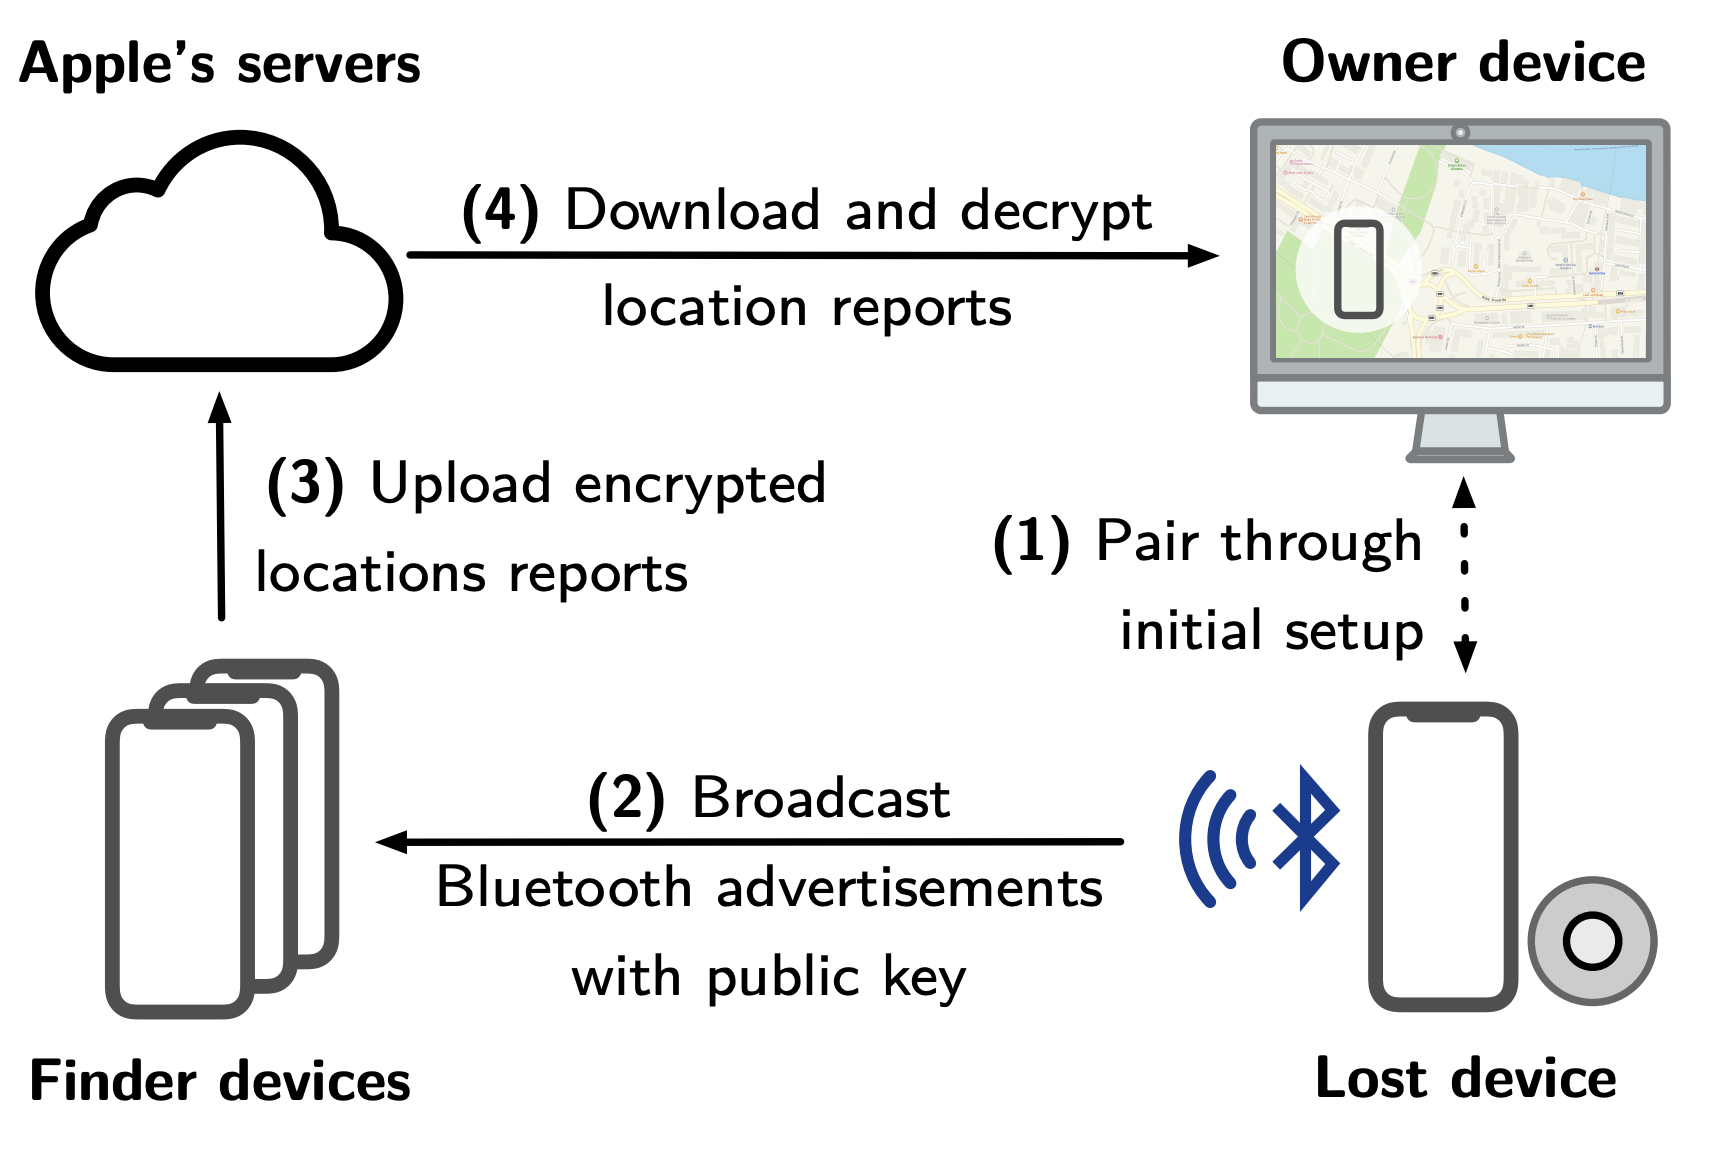 Apple's servers
Owner device
(4) Download and decrypt
location reports
(3) Upload encrypted
locations reports
(1) Pair through
initial setup
(2) Broadcast
Bluetooth advertisements
with public key
Finder devices
Lost device